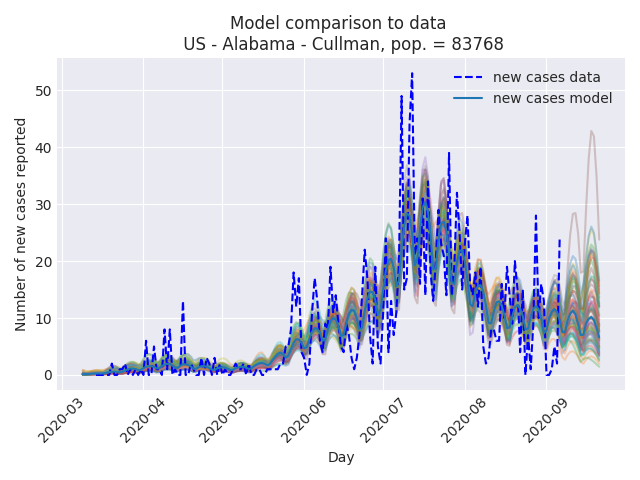 Model comparison to data
US - Alabama - Cullman, pop. = 83768
new cases data
new cases model
Number of new cases reported
50
40
30
20
10
0
2020-03
2020-04
2020-05
2020-06
2020-07
2020-08
2020-09
Day